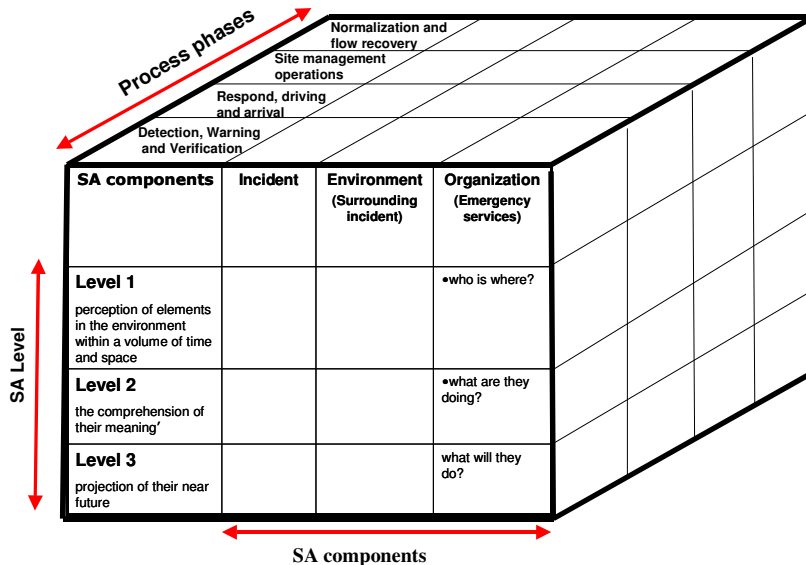 Process phases
Normalization and
flow recovery
Site management
operations
Respond, driving
and arrival
Detection, Warning
and Verification
SA components
Incident
Environment
(Surrounding
incident)
Organization
(Emergency
services)
SA Level
Level 1
perception of elements
in the environment
within a volume of time
and space
•who is where?
Level 2
the comprehension of
their meaning’
•what are they
doing?
Level 3
projection of their near
future
what will they
do?
SA components